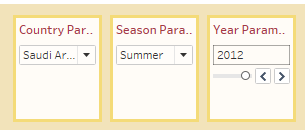 Country Par..
Season Para..
Year Param..
Saudi Ar...
Summer
2012